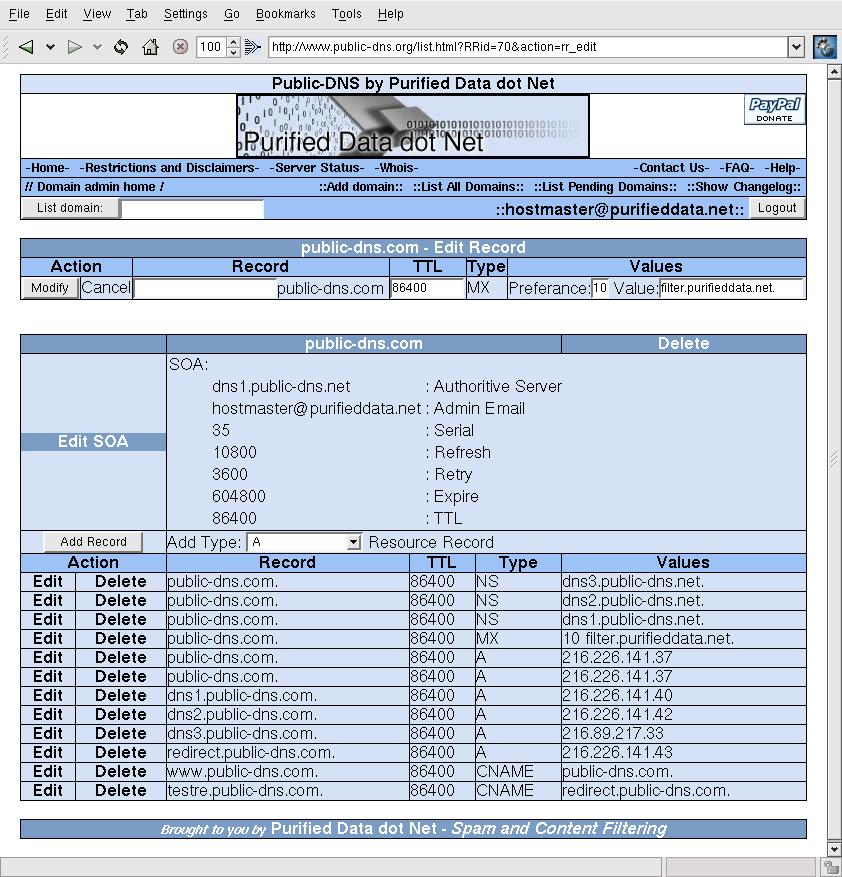 File Edit View Tab Settings Go Bookmarks Tools Help
100 http://www.public-dns.org/list.html?RRid=70&action=rr_edit
Public-DNS by Purified Data dot Net
Purified Data dot Net
PayPal
DONATE
-Home- -Restrictions and Disclaimers- -Server Status- -Whois- -Contact Us- -FAQ- -Help-
// Domain admin home / ::Add domain:: ::List All Domains:: ::List Pending Domains:: ::Show Changelog::
List domain: ::hostmaster@purifieddata.net:: Logout
public-dns.com - Edit Record
Action Record TTL Type Values
Modify Cancel public-dns.com 86400 MX Preferance: 10 Value: filter.purifieddata.net.
public-dns.com Delete
SOA:
dns1.public-dns.net : Authoritive Server
hostmaster@purifieddata.net : Admin Email
35 : Serial
Edit SOA
10800 : Refresh
3600 : Retry
604800 : Expire
86400 : TTL
Add Record Add Type: A Resource Record
Action Record TTL Type Values
Edit Delete public-dns.com. 86400 NS dns3.public-dns.net.
Edit Delete public-dns.com. 86400 NS dns2.public-dns.net.
Edit Delete public-dns.com. 86400 NS dns1.public-dns.net.
Edit Delete public-dns.com. 86400 MX 10 filter.purifieddata.net.
Edit Delete public-dns.com. 86400 A 216.226.141.37
Edit Delete public-dns.com. 86400 A 216.226.141.37
Edit Delete dns1.public-dns.com. 86400 A 216.226.141.40
Edit Delete dns2.public-dns.com. 86400 A 216.226.141.42
Edit Delete dns3.public-dns.com. 86400 A 216.89.217.33
Edit Delete redirect.public-dns.com. 86400 A 216.226.141.43
Edit Delete www.public-dns.com. 86400 CNAME public-dns.com.
Edit Delete testre.public-dns.com. 86400 CNAME redirect.public-dns.com.
Brought to you by Purified Data dot Net - Spam and Content Filtering